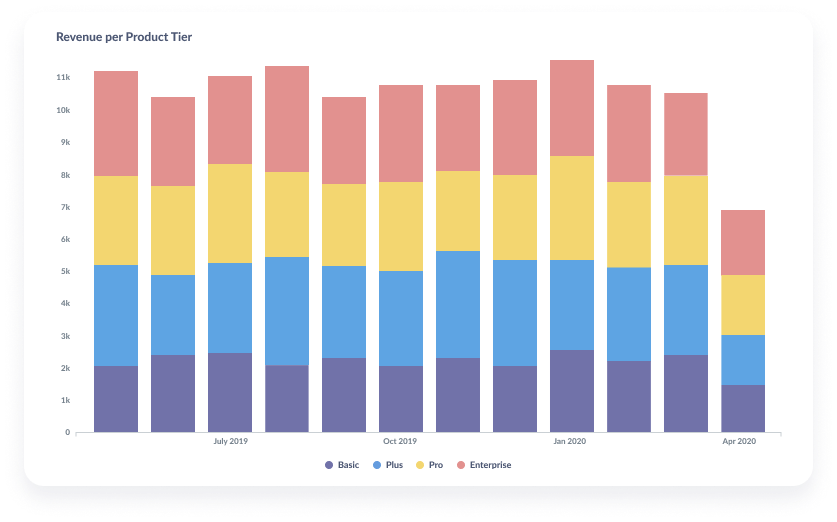 Revenue per Product Tier
11k
10k
9k
8k
7k
6k
5k
4k
3k
2k
1k
0
July 2019 Oct 2019 Jan 2020 Apr 2020
Basic Plus Pro Enterprise